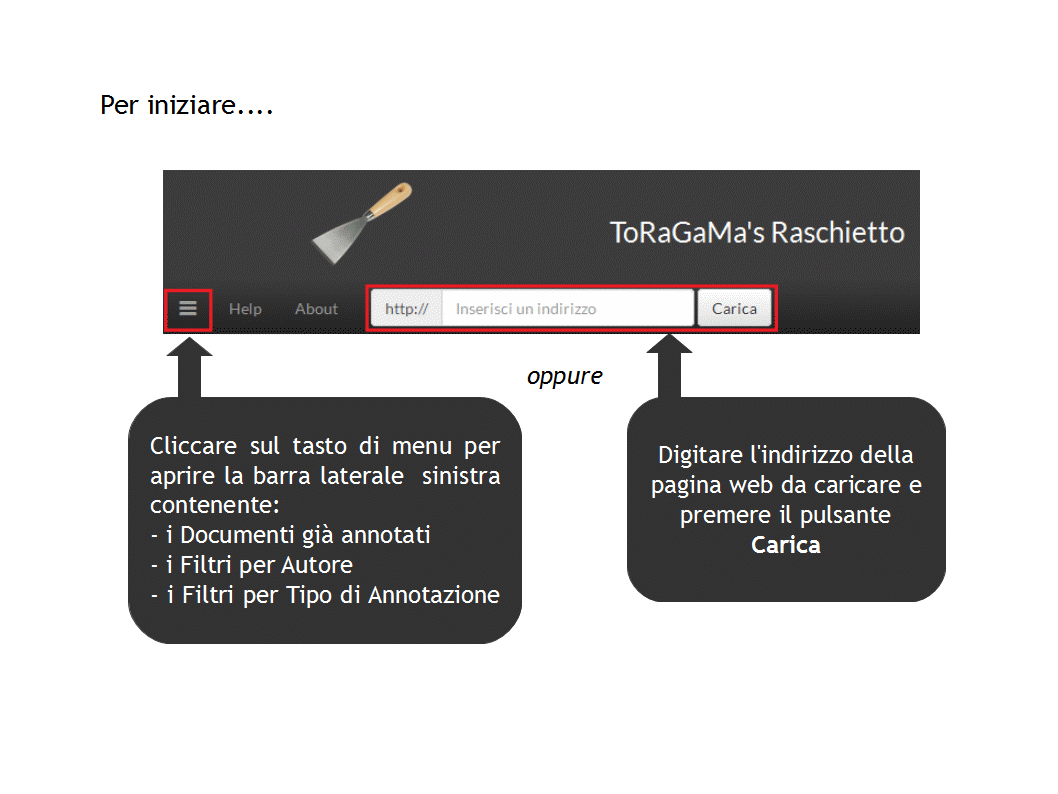 Per iniziare....
ToRaGaMa's Raschietto
Help About http:// Inserisci un indirizzo Carica
oppure
Cliccare sul tasto di menu per
aprire la barra laterale sinistra
contenente:
- i Documenti già annotati
- i Filtri per Autore
- i Filtri per Tipo di Annotazione
Digitare l'indirizzo della
pagina web da caricare e
premere il pulsante
Carica